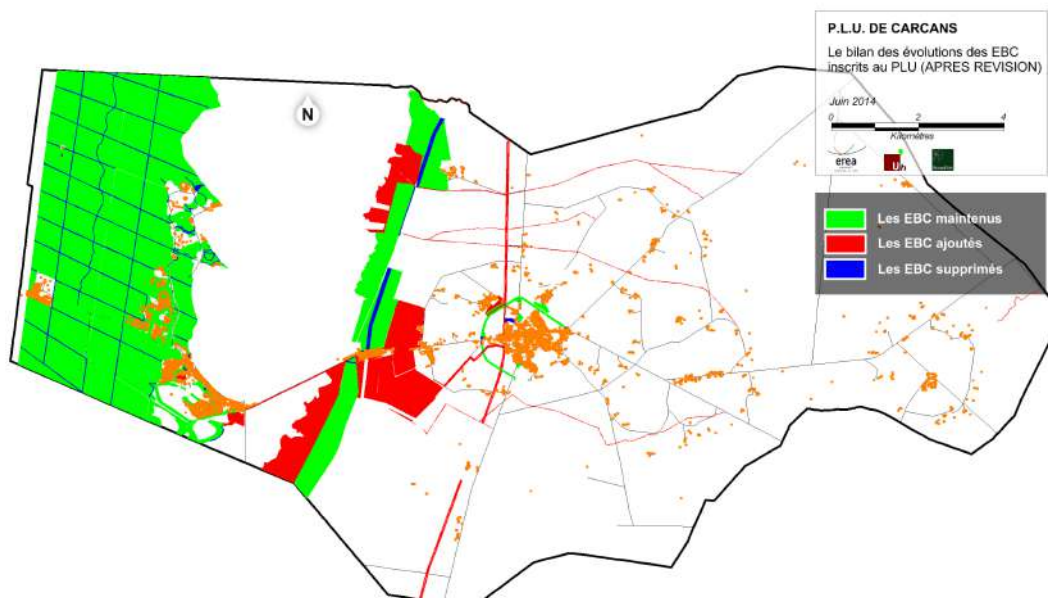 P.L.U. DE CARCANS
Le bilan des évolutions des EBC
inscrits au PLU (APRES REVISION)
Juin 2014
0 2 4
Kilomètres
erea
N
Les EBC maintenus
Les EBC ajoutés
Les EBC supprimés